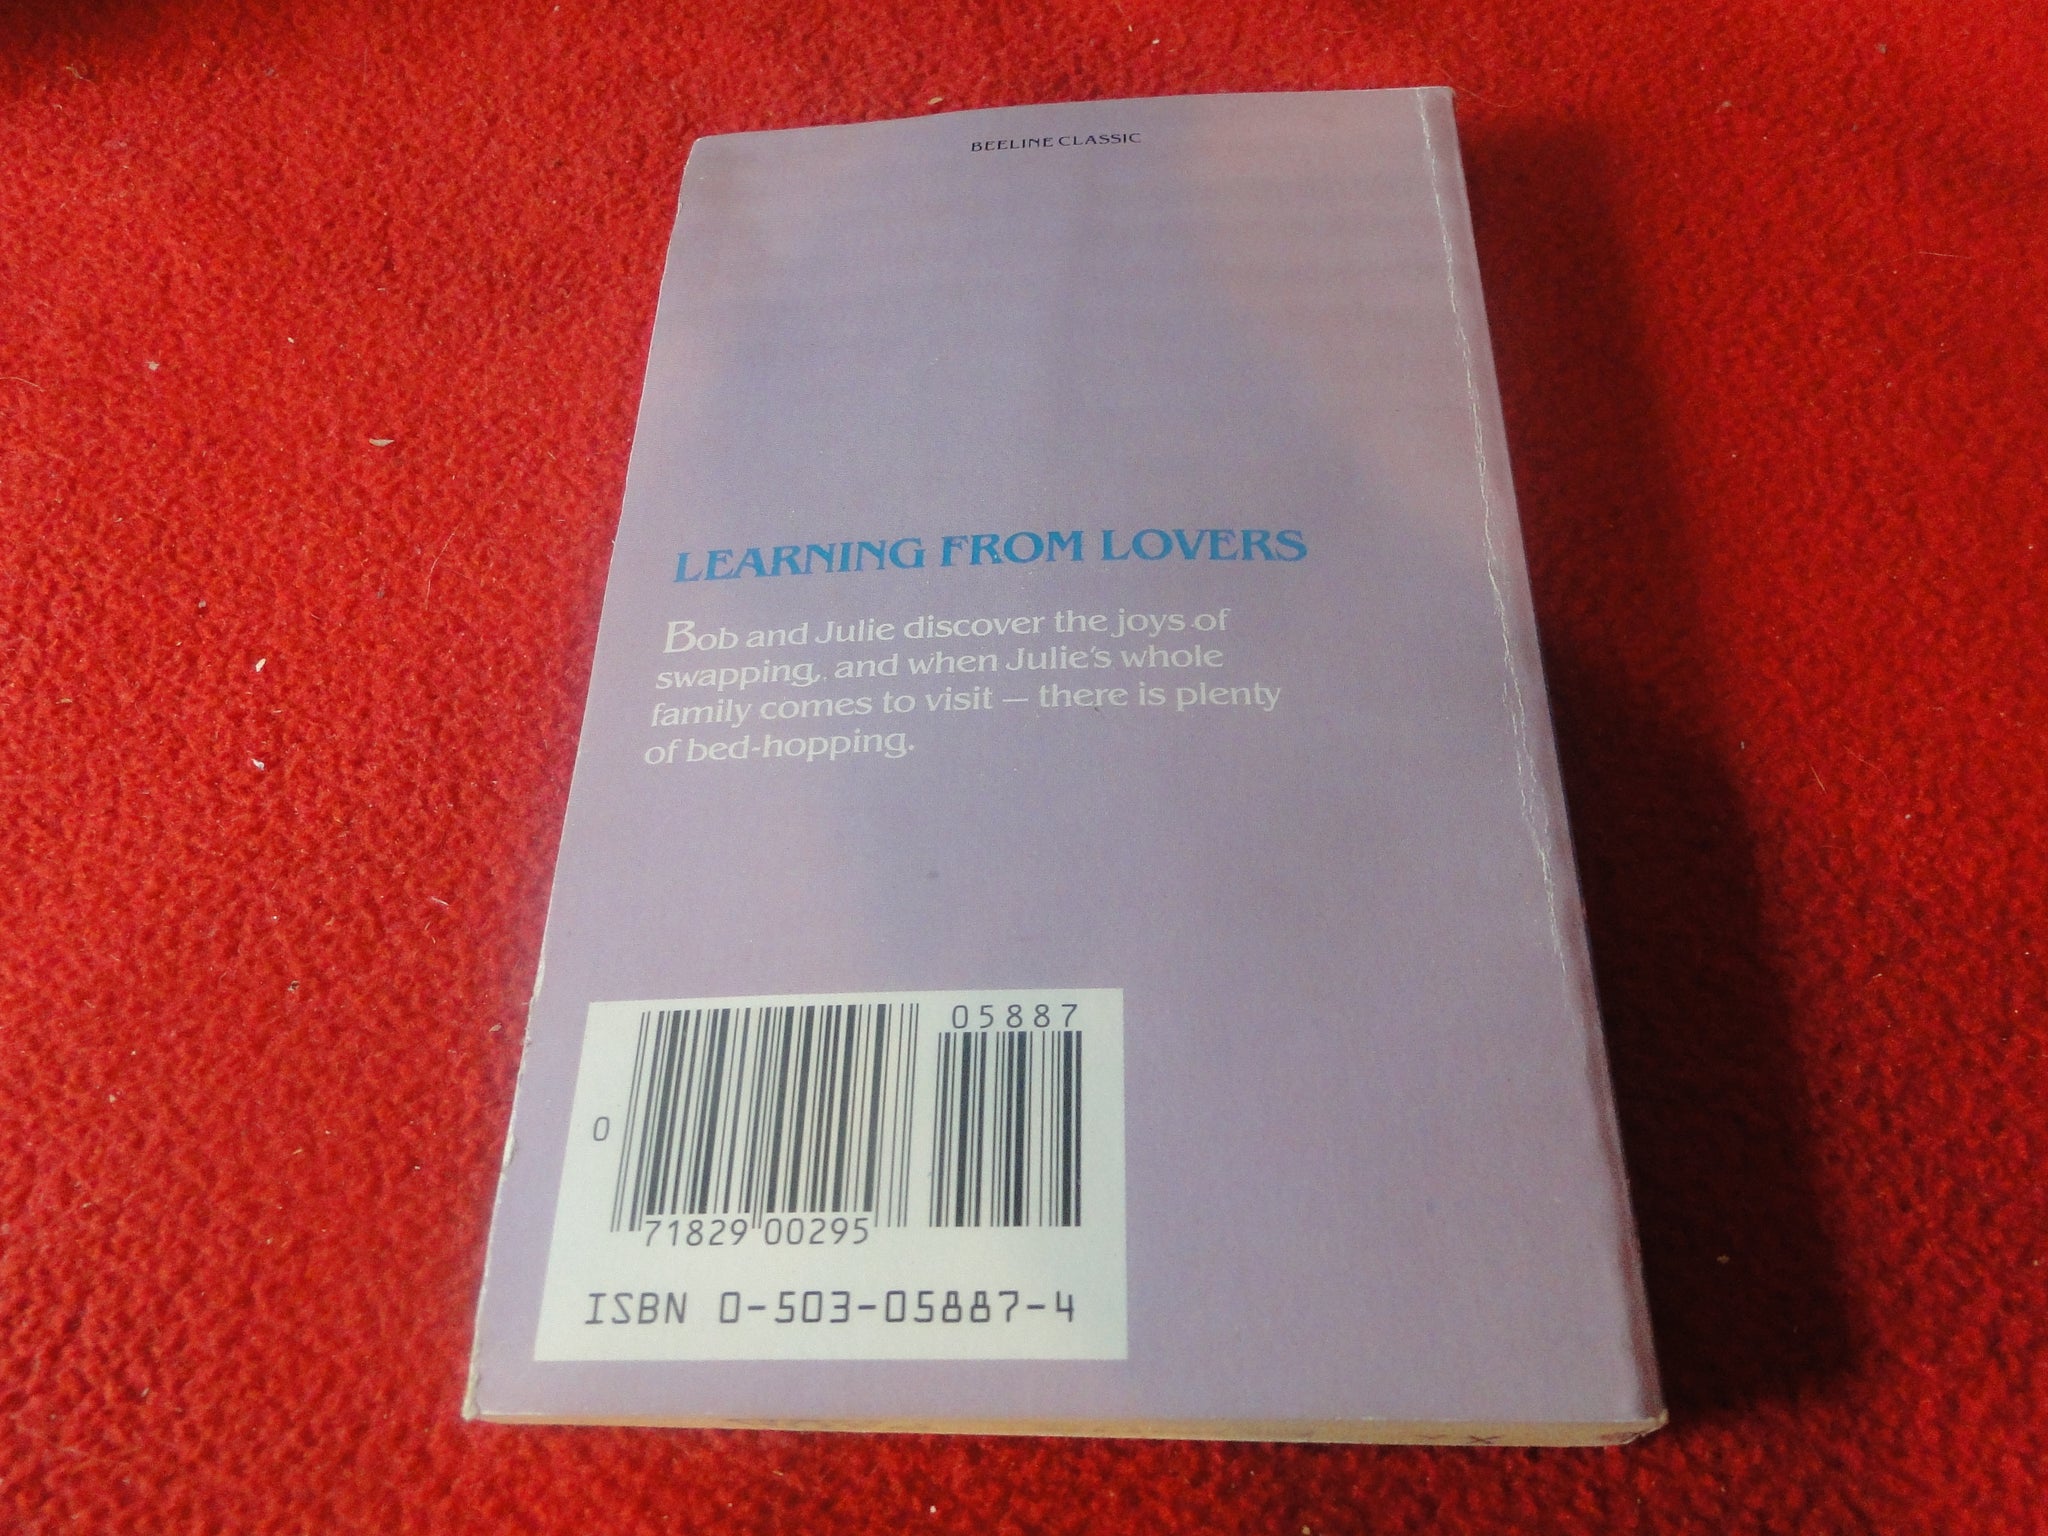 BEELINE CLASSIC
LEARNING FROM LOVERS
Bob and Julie discover the joys of
swapping, and when Julie's whole
family comes to visit — there is plenty
of bed-hopping.
05887
0
71829 00295
ISBN 0-503-05887-4